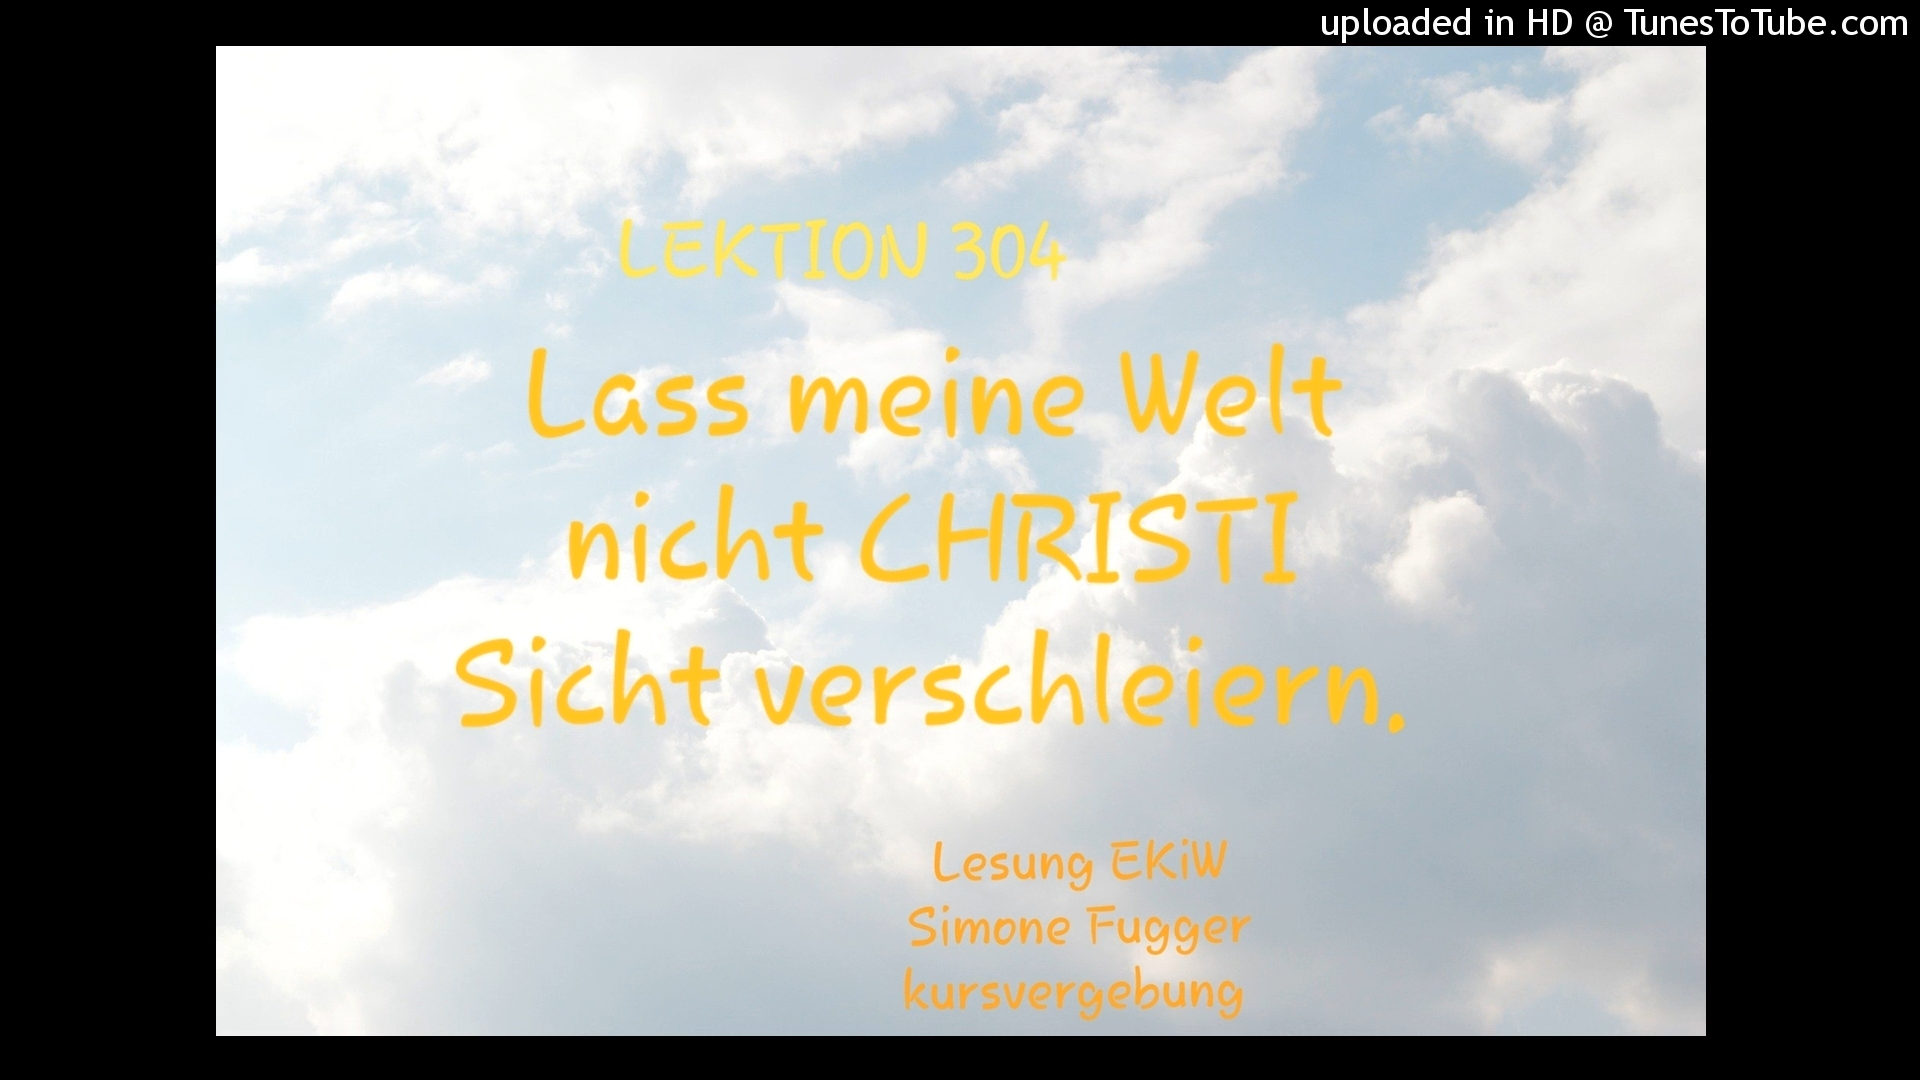 uploaded in HD @ TunesToTube.com
LEKTION 304
Lass meine Welt
nicht CHRISTI
Sicht verschleiern.
Lesung EKiW
Simone Fugger
kursvergebung